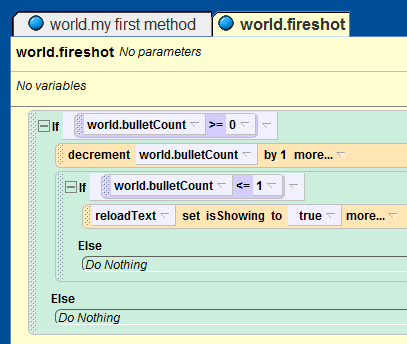 world.my first method world.fireshot
world.fireshot No parameters
No variables
If world.bulletCount >= 0
decrement world.bulletCount by 1 more...
If world.bulletCount <= 1
reloadText set isShowing to true more...
Else
Do Nothing
Else
Do Nothing